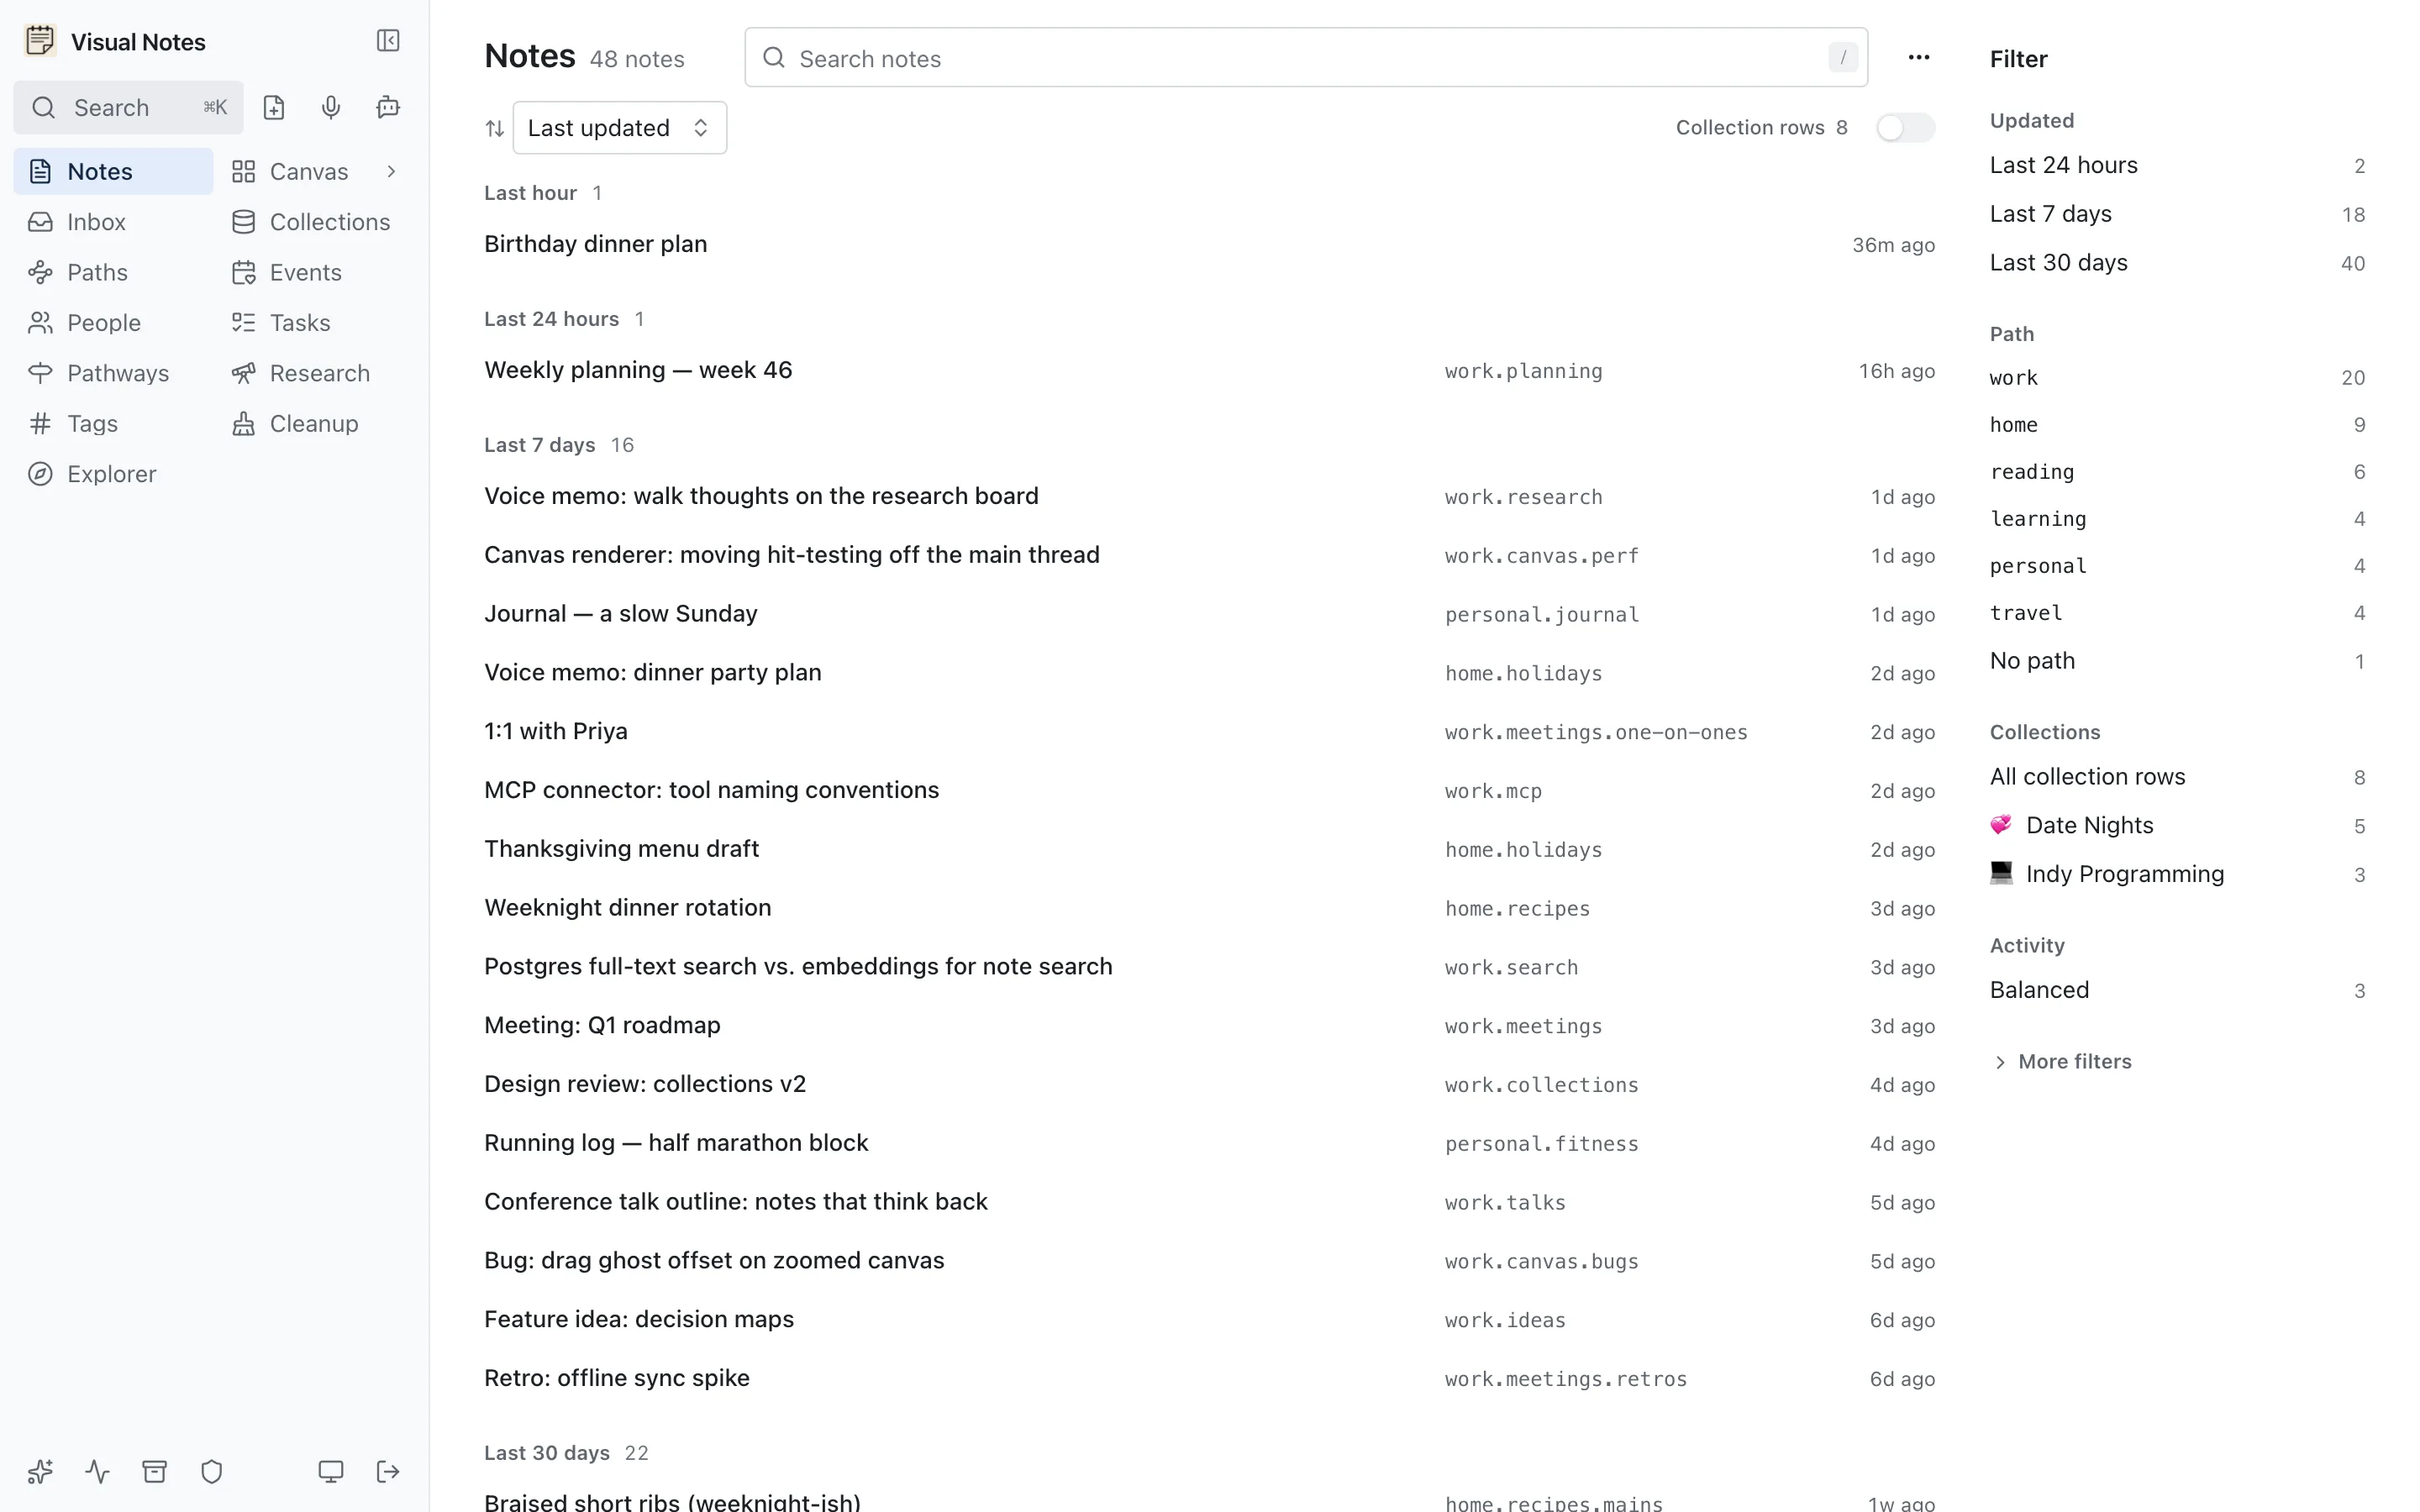 Visual Notes
Search ⌘K
Notes
Canvas
Inbox
Collections
Paths
Events
People
Tasks
Pathways
Research
Tags
Cleanup
Explorer
Notes 48 notes
Search notes /
Last updated
Collection rows 8
Last hour 1
Birthday dinner plan 36m ago
Last 24 hours 1
Weekly planning — week 46 work.planning 16h ago
Last 7 days 16
Voice memo: walk thoughts on the research board work.research 1d ago
Canvas renderer: moving hit-testing off the main thread work.canvas.perf 1d ago
Journal — a slow Sunday personal.journal 1d ago
Voice memo: dinner party plan home.holidays 2d ago
1:1 with Priya work.meetings.one-on-ones 2d ago
MCP connector: tool naming conventions work.mcp 2d ago
Thanksgiving menu draft home.holidays 2d ago
Weeknight dinner rotation home.recipes 3d ago
Postgres full-text search vs. embeddings for note search work.search 3d ago
Meeting: Q1 roadmap work.meetings 3d ago
Design review: collections v2 work.collections 4d ago
Running log — half marathon block personal.fitness 4d ago
Conference talk outline: notes that think back work.talks 5d ago
Bug: drag ghost offset on zoomed canvas work.canvas.bugs 5d ago
Feature idea: decision maps work.ideas 6d ago
Retro: offline sync spike work.meetings.retros 6d ago
Last 30 days 22
Braised short ribs (weeknight-ish) home.recipes.mains 1w ago
Filter
Updated
Last 24 hours 2
Last 7 days 18
Last 30 days 40
Path
work 20
home 9
reading 6
learning 4
personal 4
travel 4
No path 1
Collections
All collection rows 8
💞 Date Nights 5
💻 Indy Programming 3
Activity
Balanced 3
More filters